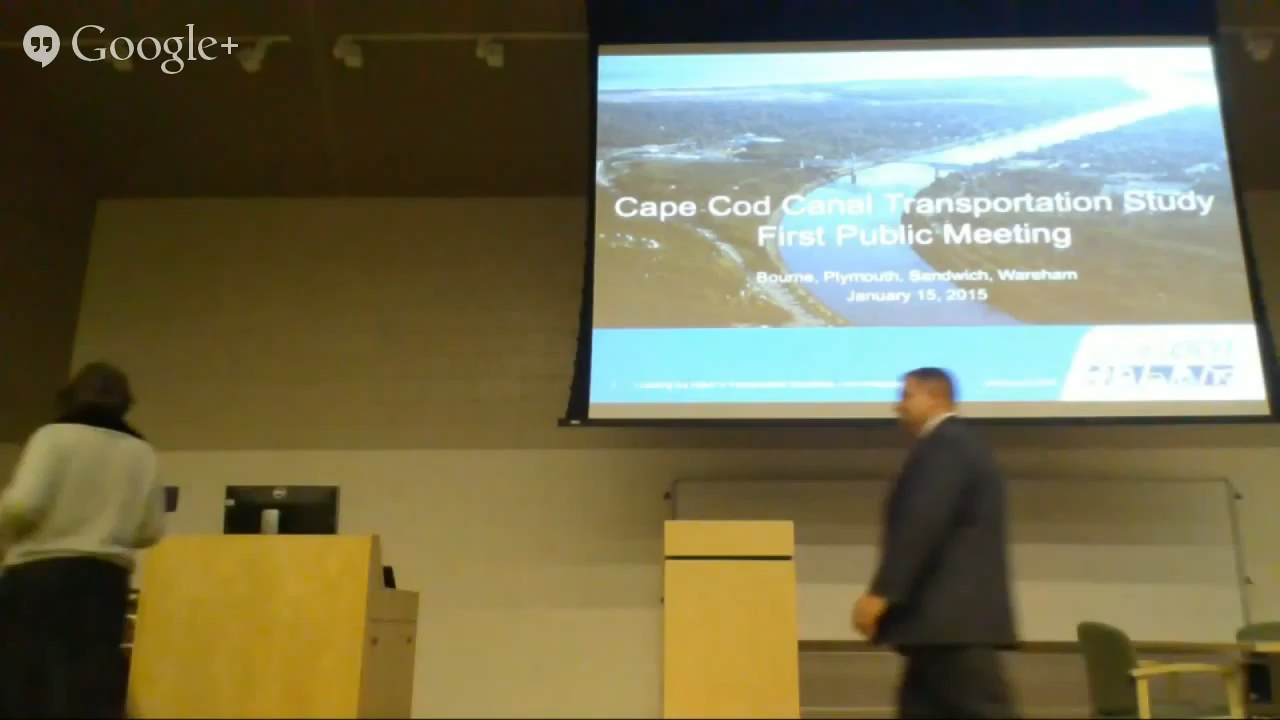 Google+
Cape Cod Canal Transportation Study
First Public Meeting
Bourne, Plymouth, Sandwich, Wareham
January 15, 2015